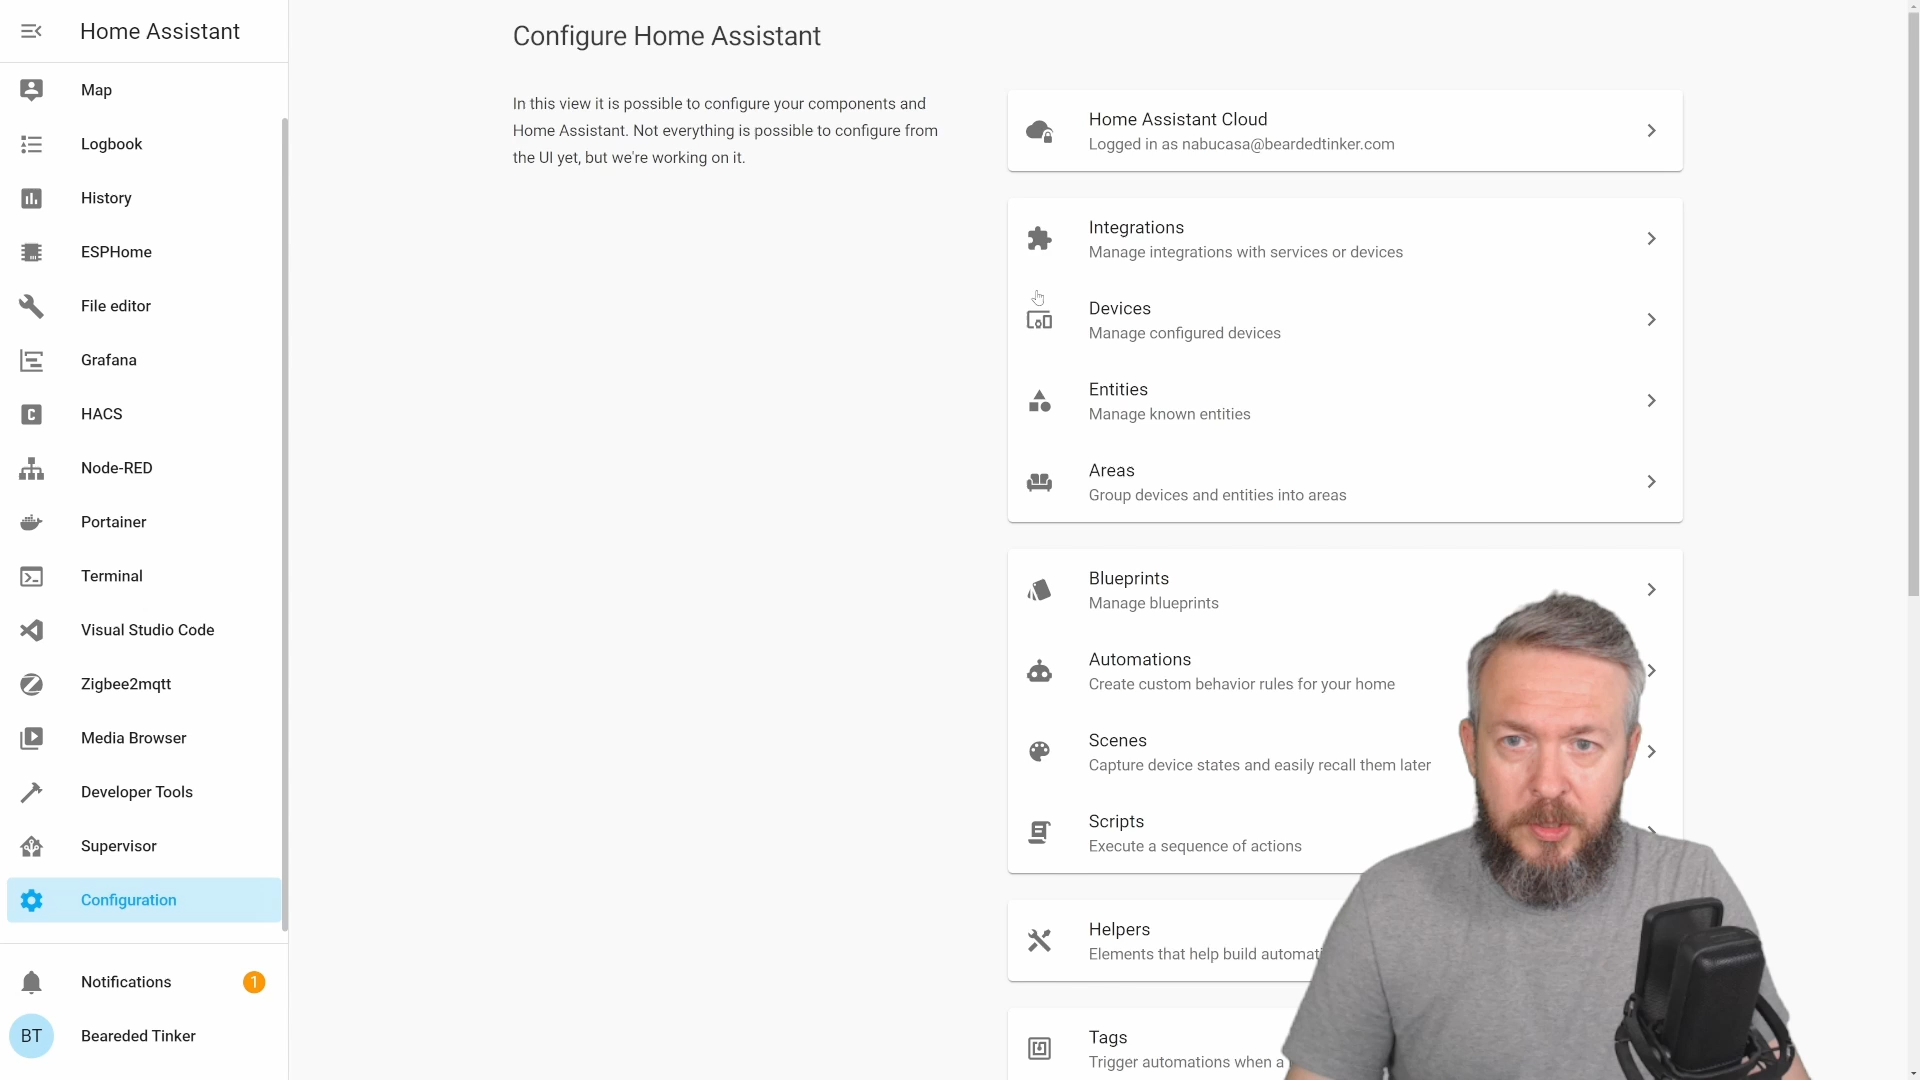 Home Assistant
Map
Logbook
History
ESPHome
File editor
Grafana
HACS
Node-RED
Portainer
Terminal
Visual Studio Code
Zigbee2mqtt
Media Browser
Developer Tools
Supervisor
Configuration
Notifications
1
BT
Beareded Tinker
Configure Home Assistant
In this view it is possible to configure your components and
Home Assistant. Not everything is possible to configure from
the UI yet, but we're working on it.
Home Assistant Cloud
Logged in as nabucasa@beardedtinker.com
Integrations
Manage integrations with services or devices
Devices
Manage configured devices
Entities
Manage known entities
Areas
Group devices and entities into areas
Blueprints
Manage blueprints
Automations
Create custom behavior rules for your home
Scenes
Capture device states and easily recall them later
Scripts
Execute a sequence of actions
Helpers
Elements that help build automati
Tags
Trigger automations when a